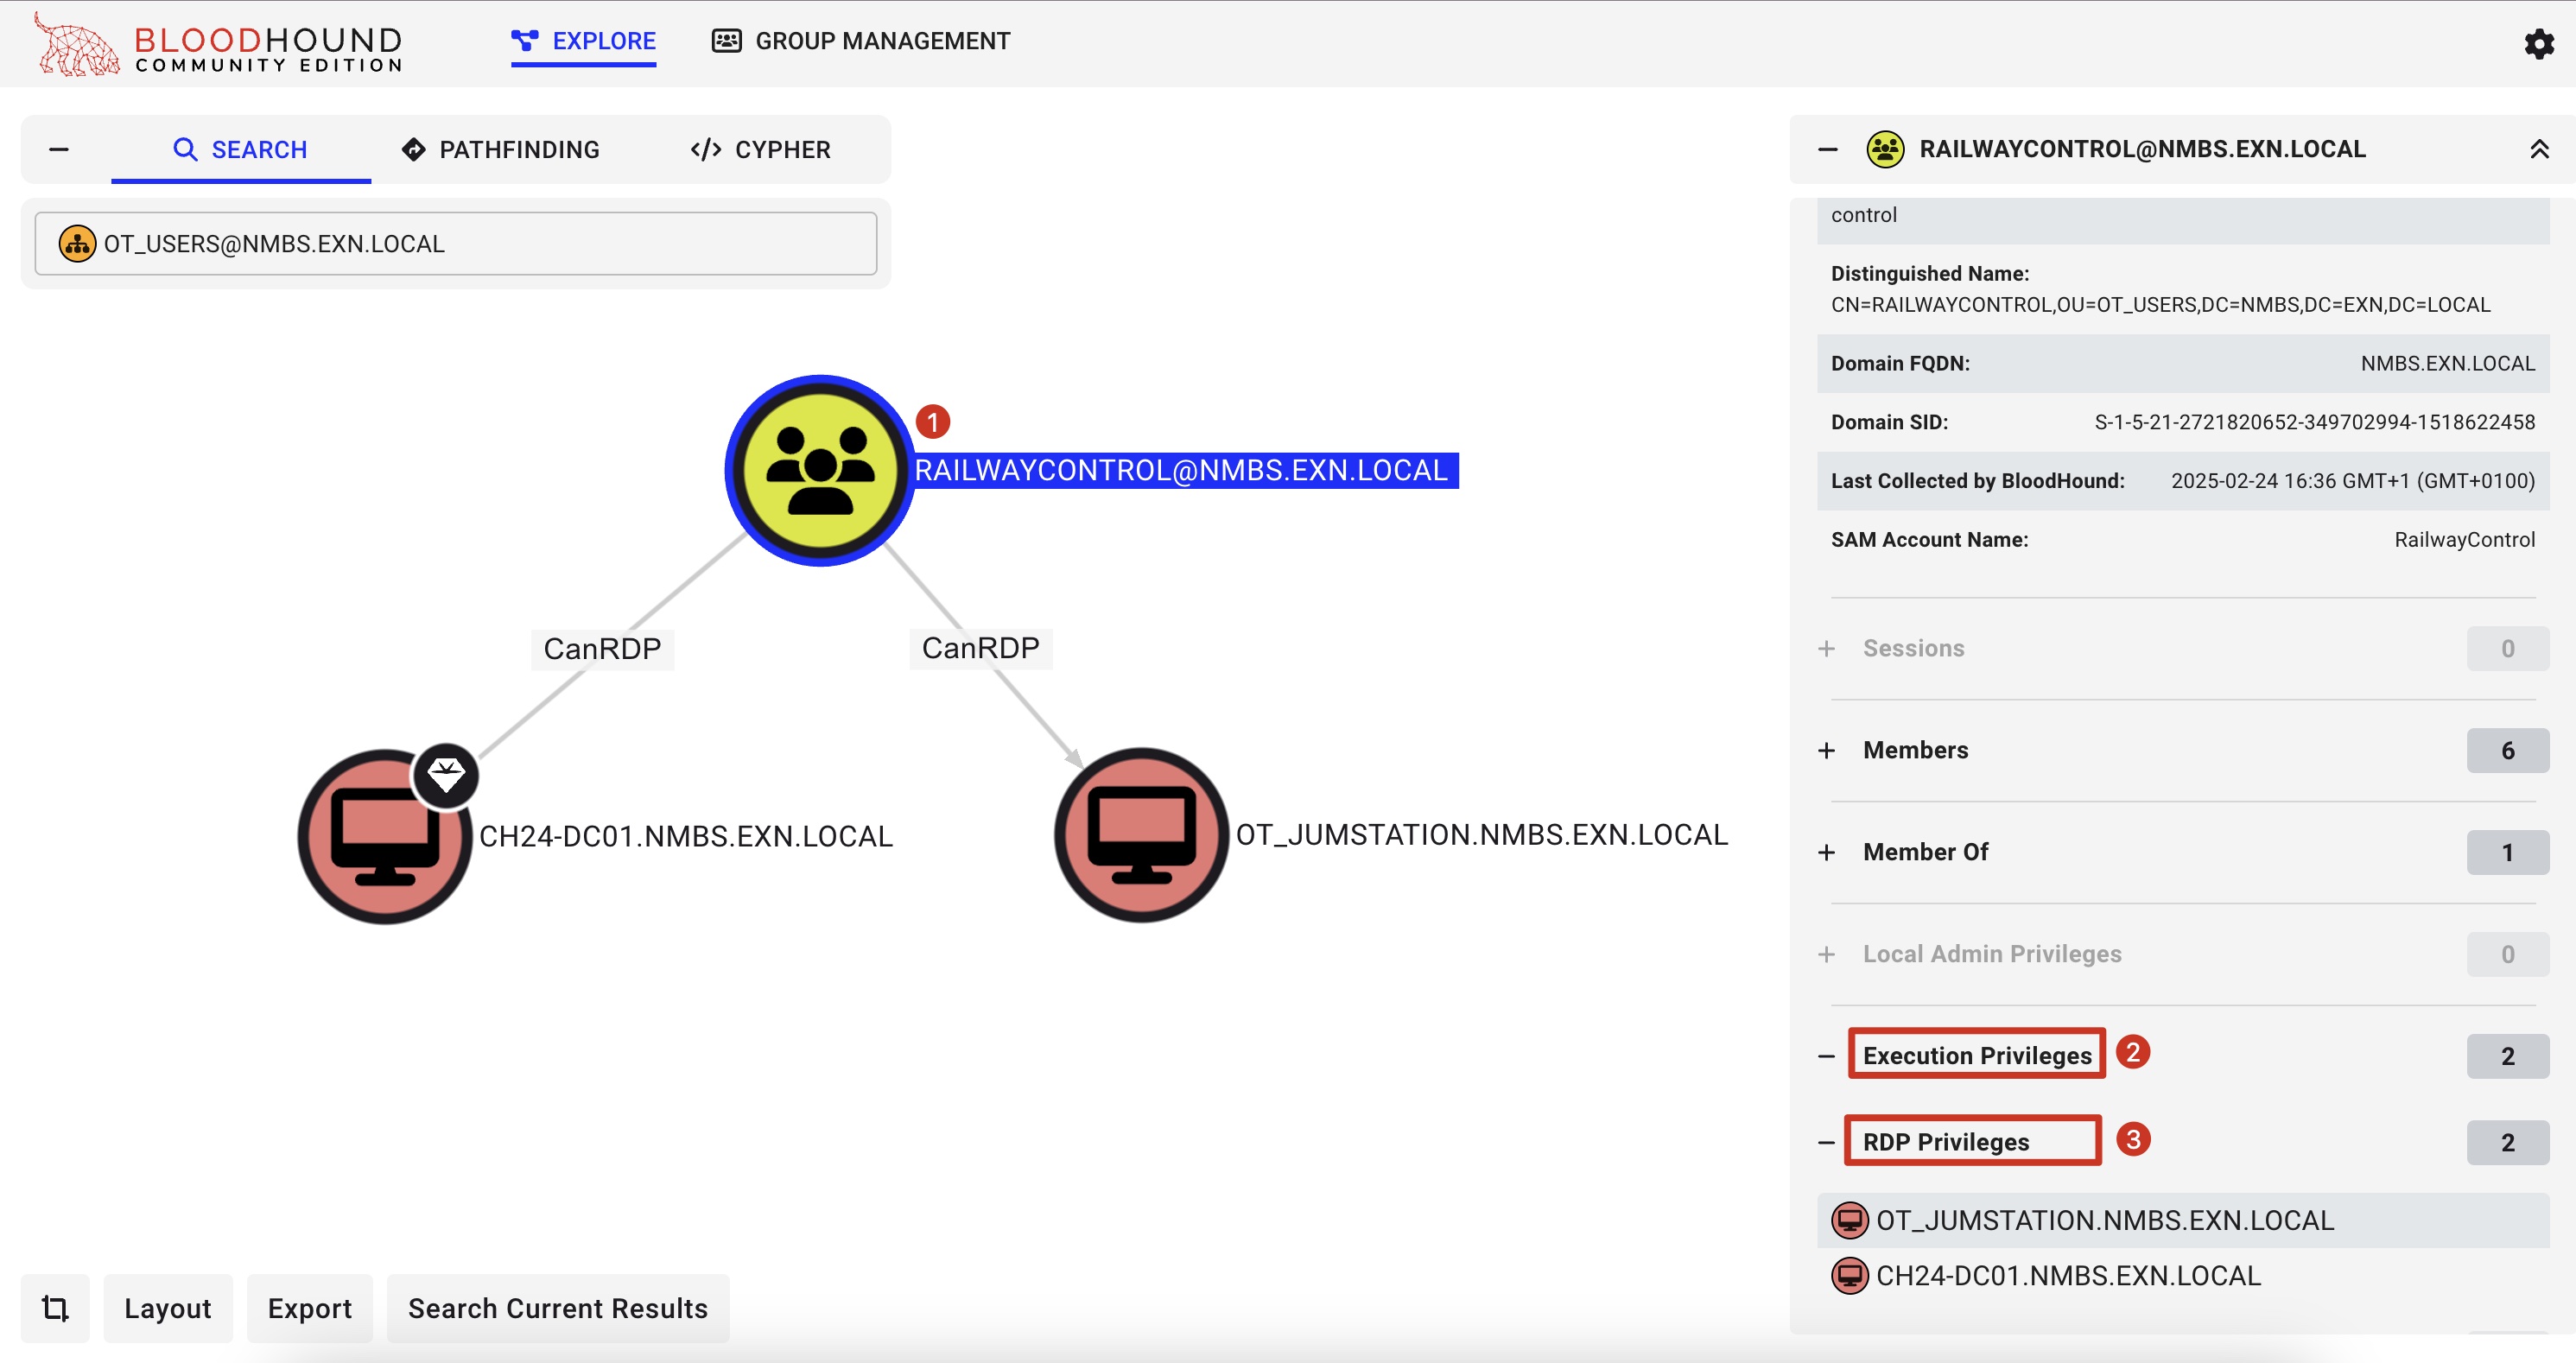 BLOODHOUND
COMMUNITY EDITION
EXPLORE
GROUP MANAGEMENT
SEARCH
PATHFINDING
CYPHER
OT_USERS@NMBS.EXN.LOCAL
1
RAILWAYCONTROL@NMBS.EXN.LOCAL
CanRDP
CanRDP
CH24-DC01.NMBS.EXN.LOCAL
OT_JUMSTATION.NMBS.EXN.LOCAL
Layout
Export
Search Current Results
RAILWAYCONTROL@NMBS.EXN.LOCAL
control
Distinguished Name:
CN=RAILWAYCONTROL,OU=OT_USERS,DC=NMBS,DC=EXN,DC=LOCAL
Domain FQDN: NMBS.EXN.LOCAL
Domain SID: S-1-5-21-2721820652-349702994-1518622458
Last Collected by BloodHound: 2025-02-24 16:36 GMT+1 (GMT+0100)
SAM Account Name: RailwayControl
+ Sessions 0
+ Members 6
+ Member Of 1
+ Local Admin Privileges 0
− Execution Privileges 2 2
− RDP Privileges 3 2
OT_JUMSTATION.NMBS.EXN.LOCAL
CH24-DC01.NMBS.EXN.LOCAL